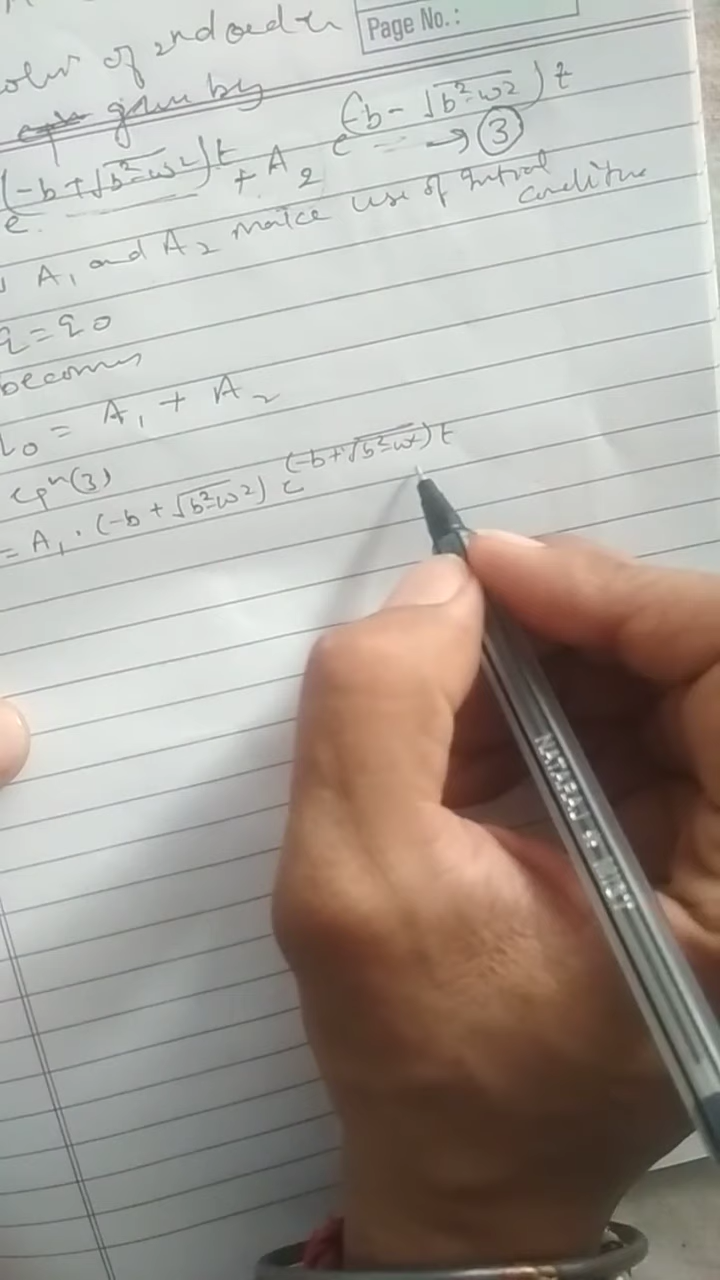 Page No.:
of 2nd order
given by
e^(-b+√b²-ω²)t + A₂ e^(-b-√b²-ω²)t → ③
A₁ and A₂ make use of initial condition
q=q₀
becomes
q₀ = A₁ + A₂
eqⁿ(3)
= A₁ · (-b+√b²-ω²) e^(-b+√b²-ω²)t
NATARAJ